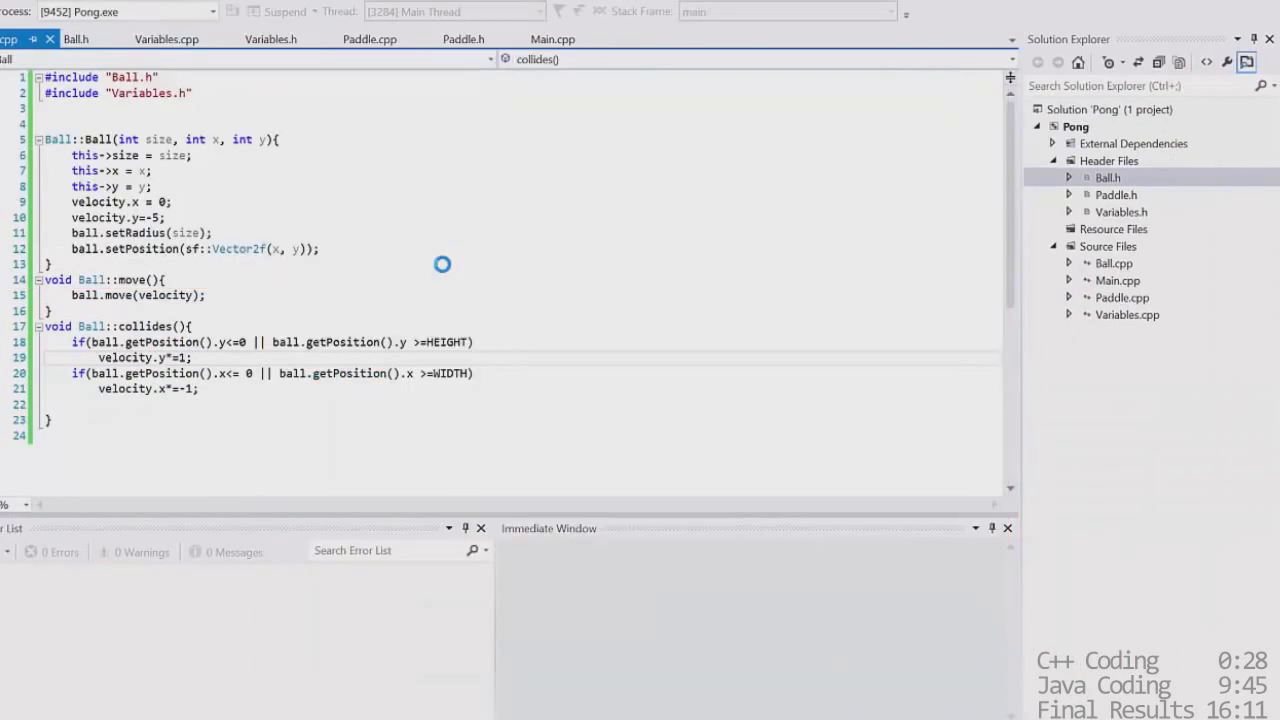 rocess: [9452] Pong.exe Suspend Thread: [3284] Main Thread Stack Frame: main
.cpp Ball.h Variables.cpp Variables.h Paddle.cpp Paddle.h Main.cpp
Ball collides()
1 #include "Ball.h"
2 #include "Variables.h"
3
4
5 Ball::Ball(int size, int x, int y){
6 this->size = size;
7 this->x = x;
8 this->y = y;
9 velocity.x = 0;
10 velocity.y=-5;
11 ball.setRadius(size);
12 ball.setPosition(sf::Vector2f(x, y));
13 }
14 void Ball::move(){
15 ball.move(velocity);
16 }
17 void Ball::collides(){
18 if(ball.getPosition().y<=0 || ball.getPosition().y >=HEIGHT)
19 velocity.y*=1;
20 if(ball.getPosition().x<= 0 || ball.getPosition().x >=WIDTH)
21 velocity.x*=-1;
22
23 }
24
%
Solution Explorer
Search Solution Explorer (Ctrl+;)
Solution 'Pong' (1 project)
Pong
External Dependencies
Header Files
Ball.h
Paddle.h
Variables.h
Resource Files
Source Files
Ball.cpp
Main.cpp
Paddle.cpp
Variables.cpp
r List
0 Errors 0 Warnings 0 Messages Search Error List
Immediate Window
C++ Coding 0:28
Java Coding 9:45
Final Results 16:11